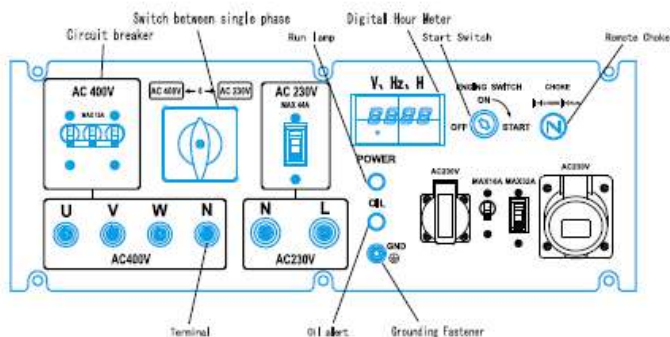 Switch between single phase
Digital Hour Meter
Circuit breaker
Run lamp
Start Switch
Remote Choke
AC 400V
AC 400V
0
AC 230V
AC 230V
MAX 44A
V、Hz、H
ENGING SWITCH
ON
OFF
START
CHOKE
POWER
OIL
GND
U V W N
AC400V
N L
AC230V
AC230V
MAX16A
MAX32A
AC230V
Terminal
Oil alert
Grounding Fastener